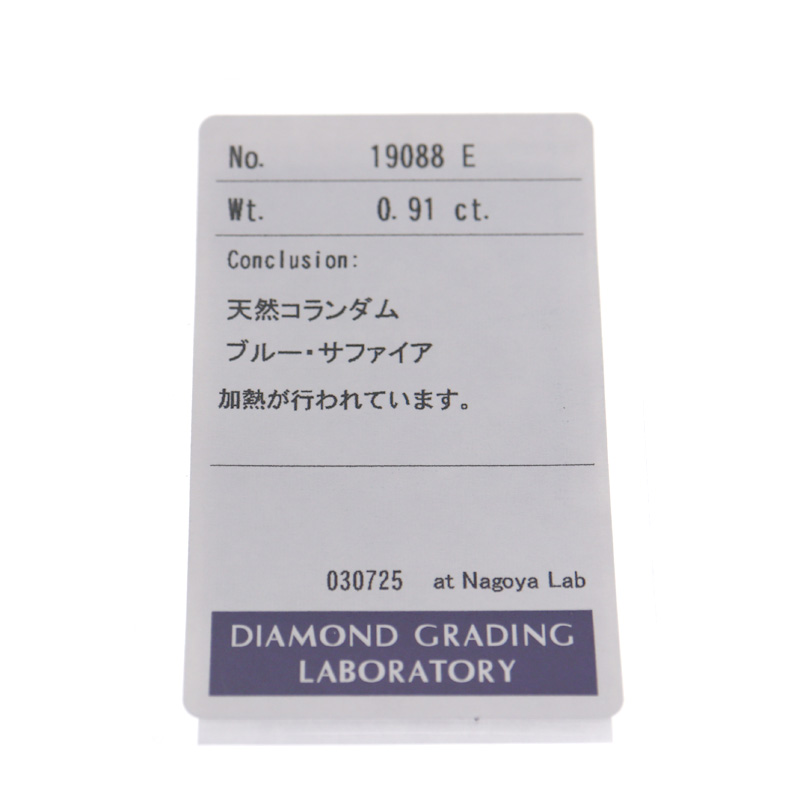 No. 19088 E
Wt. 0.91 ct.
Conclusion:
天然コランダム
ブルー・サファイア
加熱が行われています。
030725 at Nagoya Lab
DIAMOND GRADING
LABORATORY